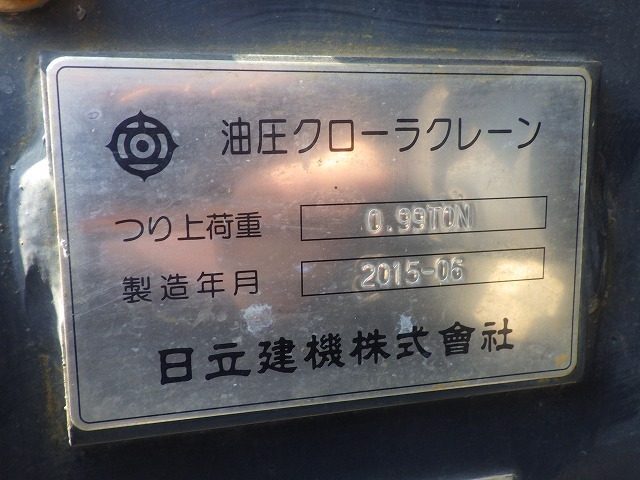 油圧クローラクレーン
つり上荷重 0.99TON
製造年月 2015-06
日立建機株式會社